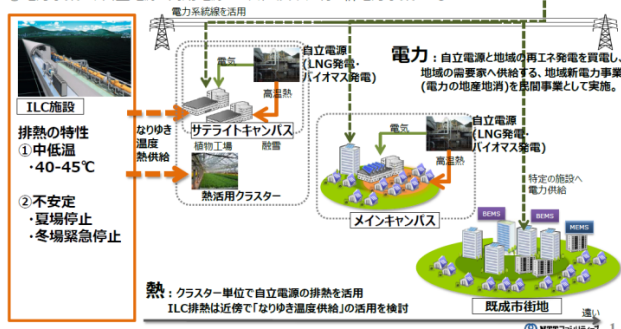 電力系統線を活用
ILC施設
排熱の特性
①中低温
・40-45℃
②不安定
・夏場停止
・冬場緊急停止
なりゆき
温度
熱供給
電気
自立電源
(LNG発電・
バイオマス発電)
高温熱
サテライトキャンパス
植物工場
融雪
熱活用クラスター
電力：自立電源と地域の再エネ発電を買電し、
地域の需要家へ供給する、地域新電力事業
(電力の地産地消)を民間事業として実施。
電気
自立電源
(LNG発電・
バイオマス発電)
高温熱
メインキャンパス
特定の施設へ
電力供給
BEMS
BEMS
MEMS
既成市街地
熱：クラスター単位で自立電源の排熱を活用
ILC排熱は近傍で「なりゆき温度供給」の活用を検討
遠い
1